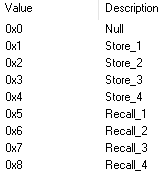 Value Description
0x0 Null
0x1 Store_1
0x2 Store_2
0x3 Store_3
0x4 Store_4
0x5 Recall_1
0x6 Recall_2
0x7 Recall_3
0x8 Recall_4